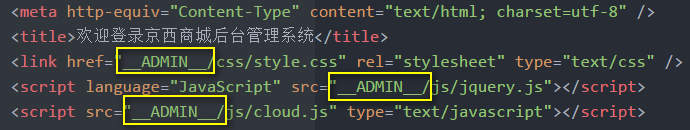 <meta http-equiv="Content-Type" content="text/html; charset=utf-8" />
<title>欢迎登录京西商城后台管理系统</title>
<link href="__ADMIN__/css/style.css" rel="stylesheet" type="text/css" />
<script language="JavaScript" src="__ADMIN__/js/jquery.js"></script>
<script src="__ADMIN__/js/cloud.js" type="text/javascript"></script>